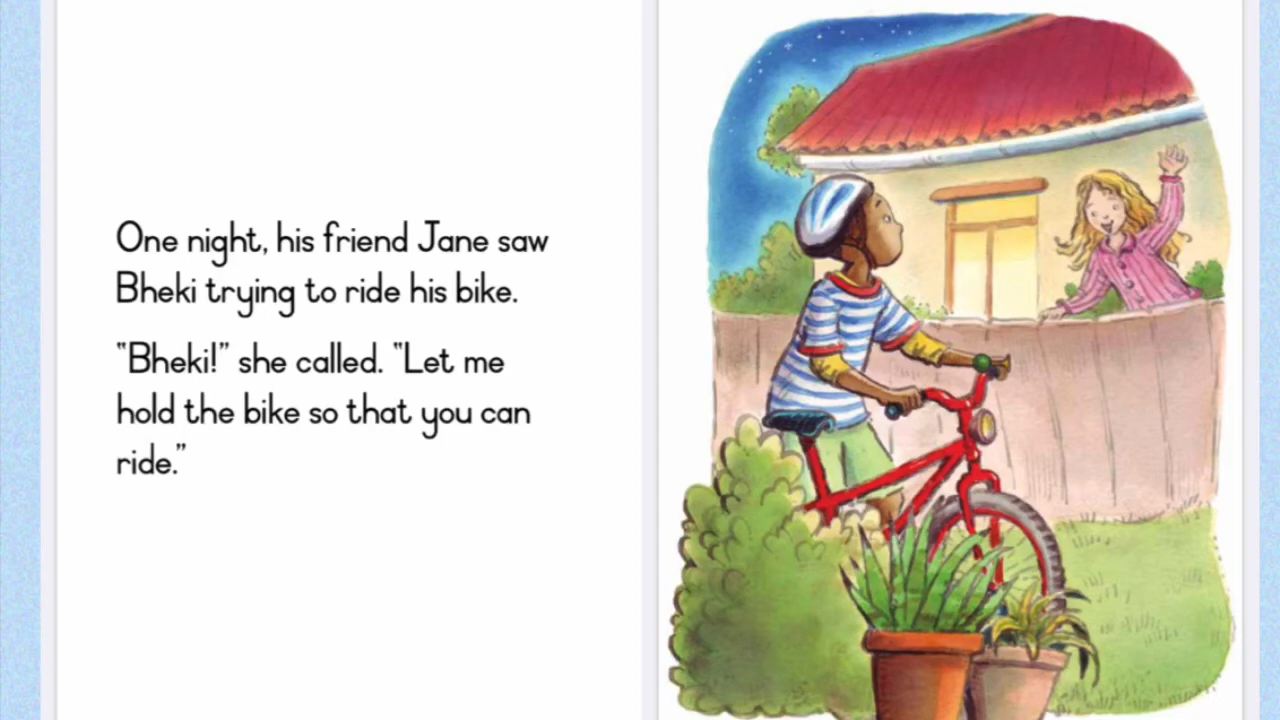 One night, his friend Jane saw
Bheki trying to ride his bike.
“Bheki!” she called. “Let me
hold the bike so that you can
ride.”